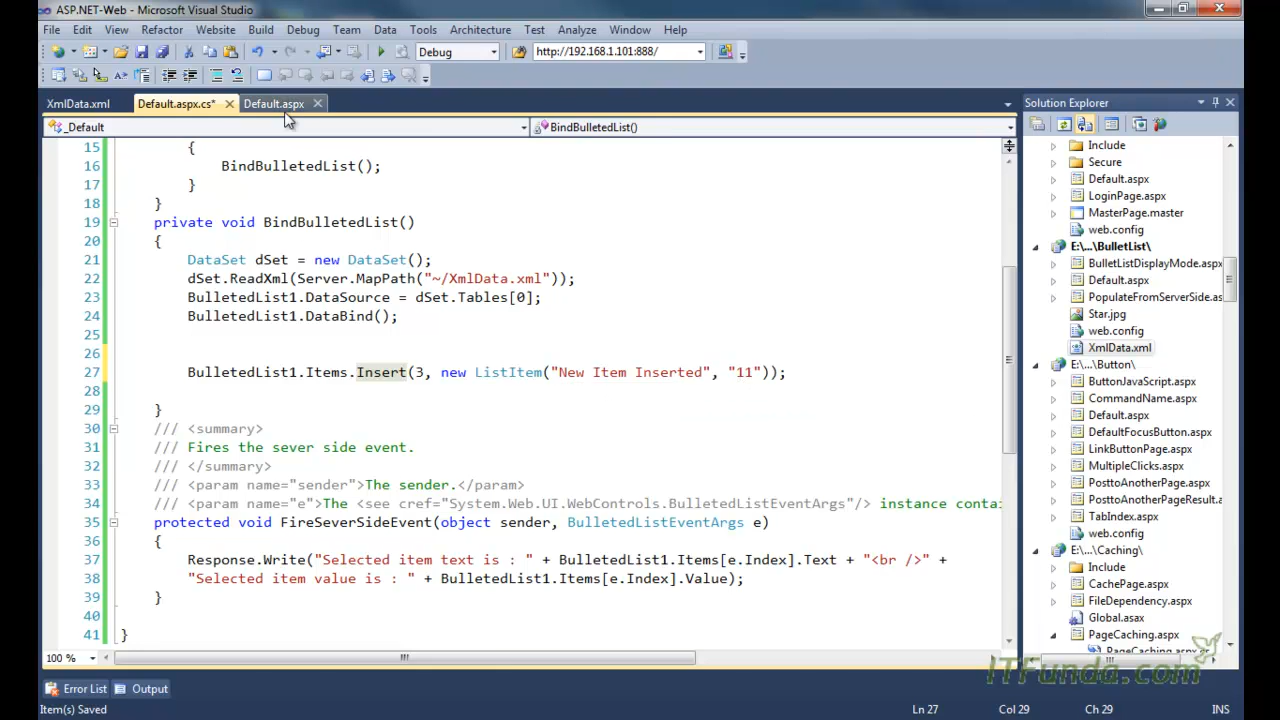 ASP.NET-Web - Microsoft Visual Studio
File Edit View Refactor Website Build Debug Team Data Tools Architecture Test Analyze Window Help
Debug http://192.168.1.101:888/
XmlData.xml Default.aspx.cs* Default.aspx Solution Explorer
_Default BindBulletedList()
15 {
16 BindBulletedList();
17 }
18 }
19 private void BindBulletedList()
20 {
21 DataSet dSet = new DataSet();
22 dSet.ReadXml(Server.MapPath("~/XmlData.xml"));
23 BulletedList1.DataSource = dSet.Tables[0];
24 BulletedList1.DataBind();
25
26
27 BulletedList1.Items.Insert(3, new ListItem("New Item Inserted", "11"));
28
29 }
30 /// <summary>
31 /// Fires the sever side event.
32 /// </summary>
33 /// <param name="sender">The sender.</param>
34 /// <param name="e">The <see cref="System.Web.UI.WebControls.BulletedListEventArgs"/> instance contai
35 protected void FireSeverSideEvent(object sender, BulletedListEventArgs e)
36 {
37 Response.Write("Selected item text is : " + BulletedList1.Items[e.Index].Text + "<br />" +
38 "Selected item value is : " + BulletedList1.Items[e.Index].Value);
39 }
40
41 }
Include
Secure
Default.aspx
LoginPage.aspx
MasterPage.master
web.config
E:\...\BulletList\
BulletListDisplayMode.aspx
Default.aspx
PopulateFromServerSide.as
Star.jpg
web.config
XmlData.xml
E:\...\Button\
ButtonJavaScript.aspx
CommandName.aspx
Default.aspx
DefaultFocusButton.aspx
LinkButtonPage.aspx
MultipleClicks.aspx
PosttoAnotherPage.aspx
PosttoAnotherPageResult.a
TabIndex.aspx
web.config
E:\...\Caching\
Include
CachePage.aspx
FileDependency.aspx
Global.asax
PageCaching.aspx
100 %
ITFunda.com
Error List Output
Item(s) Saved Ln 27 Col 29 Ch 29 INS